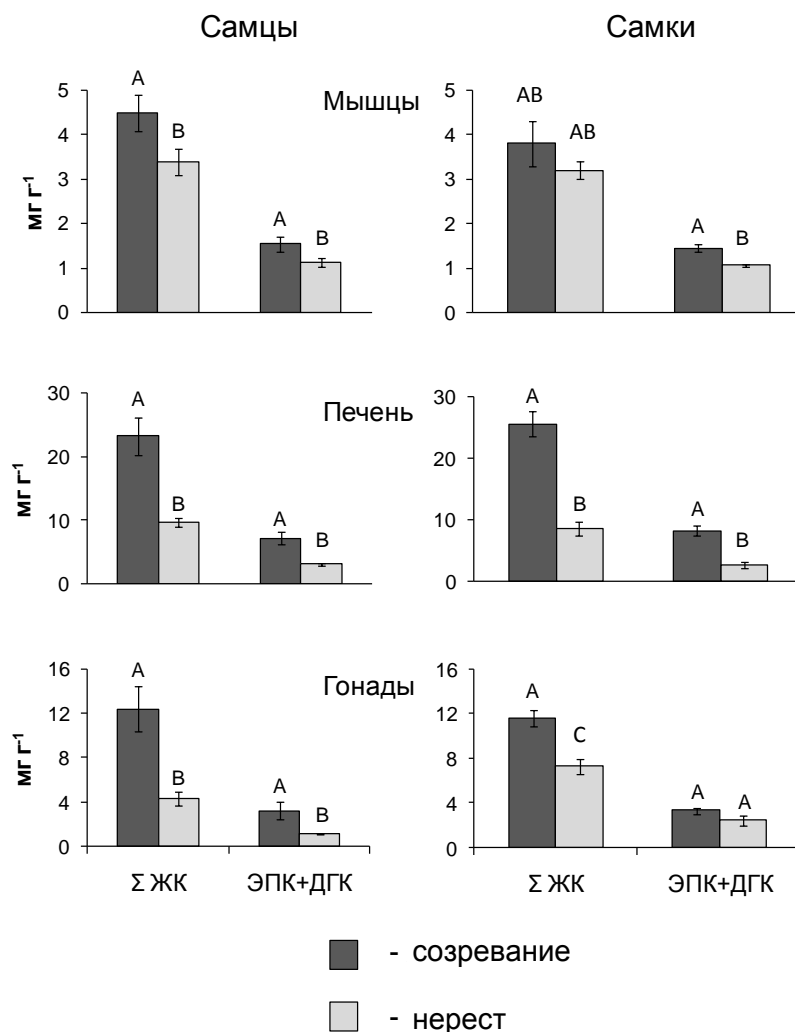 Самцы Самки
Мышцы
мг г-1
5
4
3
2
1
0
A
B
A
B
5
4
3
2
1
0
AB
AB
A
B
Печень
мг г-1
30
20
10
0
A
B
A
B
30
20
10
0
A
B
A
B
Гонады
мг г-1
16
12
8
4
0
A
B
A
B
16
12
8
4
0
A
C
A
A
Σ ЖК ЭПК+ДГК Σ ЖК ЭПК+ДГК
- созревание
- нерест